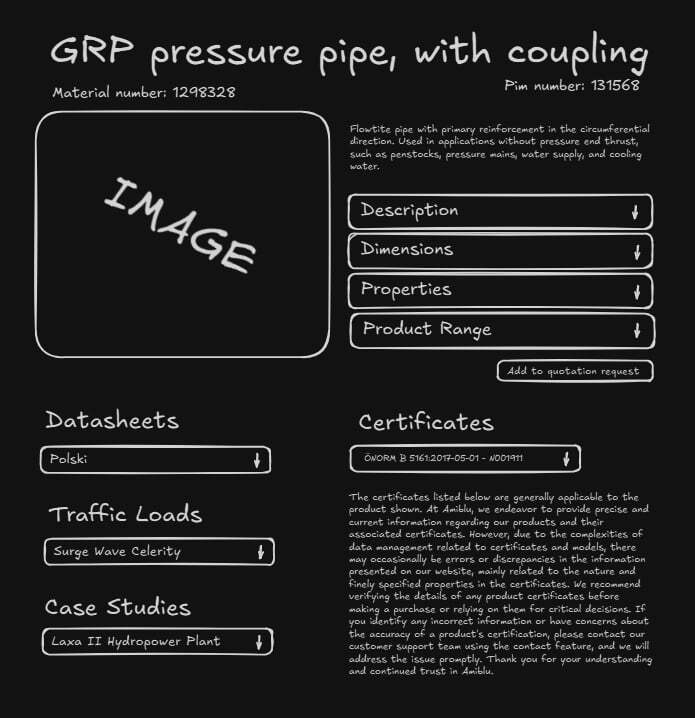 GRP pressure pipe, with coupling
Material number: 1298328
Pim number: 131568
IMAGE
Flowtite pipe with primary reinforcement in the circumferential
direction. Used in applications without pressure end thrust,
such as penstocks, pressure mains, water supply, and cooling
water.
Description
Dimensions
Properties
Product Range
Add to quotation request
Datasheets
Polski
Traffic Loads
Surge Wave Celerity
Case Studies
Laxa II Hydropower Plant
Certificates
ÖNORM B 5161:2017-05-01 - N001911
The certificates listed below are generally applicable to the
product shown. At Amiblu, we endeavor to provide precise and
current information regarding our products and their
associated certificates. However, due to the complexities of
data management related to certificates and models, there
may occasionally be errors or discrepancies in the information
presented on our website, mainly related to the nature and
finely specified properties in the certificates. We recommend
verifying the details of any product certificates before
making a purchase or relying on them for critical decisions. If
you identify any incorrect information or have concerns about
the accuracy of a product's certification, please contact our
customer support team using the contact feature, and we will
address the issue promptly. Thank you for your understanding
and continued trust in Amiblu.